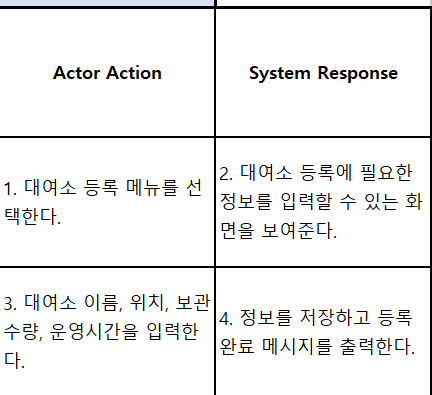 Actor Action
System Response
1. 대여소 등록 메뉴를 선
택한다.
2. 대여소 등록에 필요한
정보를 입력할 수 있는 화
면을 보여준다.
3. 대여소 이름, 위치, 보관
수량, 운영시간을 입력한
다.
4. 정보를 저장하고 등록
완료 메시지를 출력한다.